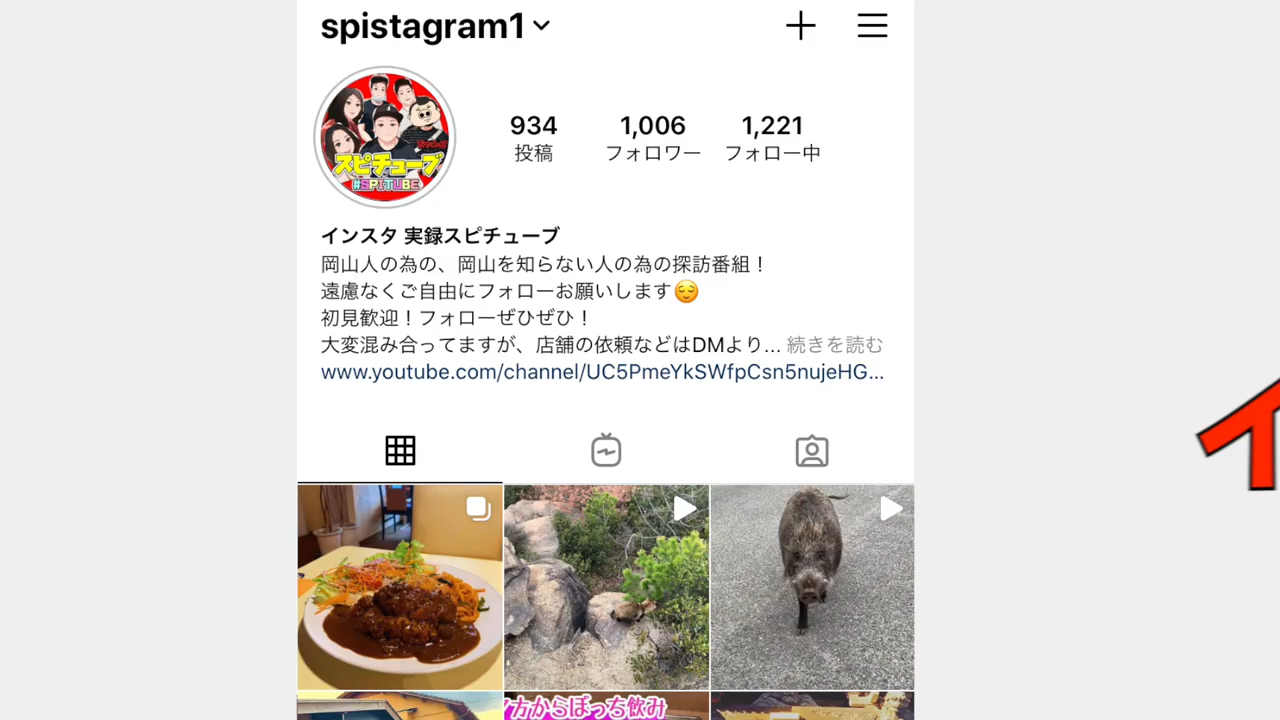 spistagram1
スピチューブ
#SPITUBE
934
投稿
1,006
フォロワー
1,221
フォロー中
インスタ 実録スピチューブ
岡山人の為の、岡山を知らない人の為の探訪番組！
遠慮なくご自由にフォローお願いします😌
初見歓迎！フォローぜひぜひ！
大変混み合ってますが、店舗の依頼などはDMより... 続きを読む
www.youtube.com/channel/UC5PmeYkSWfpCsn5nujeHG...
イ
夕方からぼっち飲み